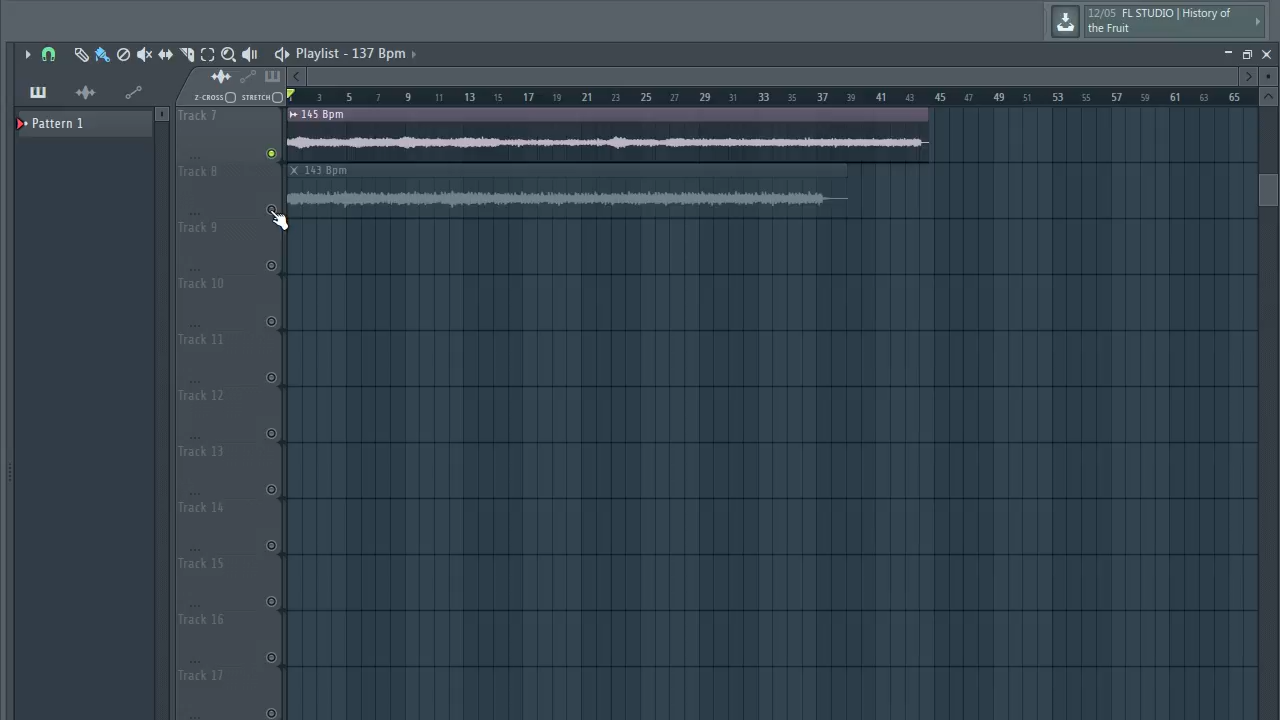 12/05 FL STUDIO | History of
the Fruit
Playlist - 137 Bpm
Z-CROSS STRETCH
1 3 5 7 9 11 13 15 17 19 21 23 25 27 29 31 33 35 37 39 41 43 45 47 49 51 53 55 57 59 61 63 65
Pattern 1
Track 7
145 Bpm
...
Track 8
143 Bpm
...
Track 9
...
Track 10
...
Track 11
...
Track 12
...
Track 13
...
Track 14
...
Track 15
...
Track 16
...
Track 17
...